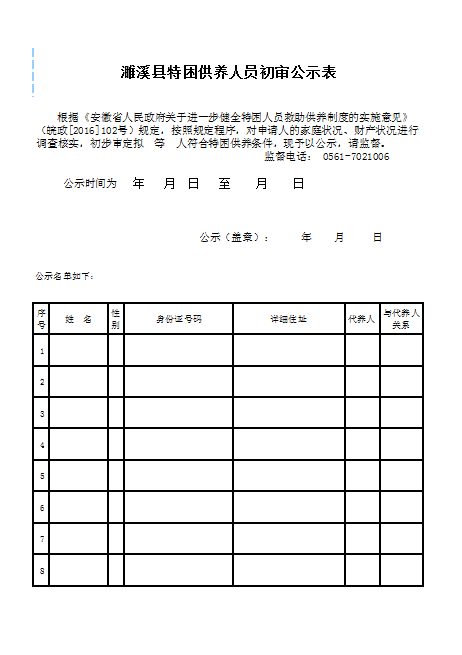 濉溪县特困供养人员初审公示表
根据《安徽省人民政府关于进一步健全特困人员救助供养制度的实施意见》
（皖政[2016]102号）规定，按照规定程序，对申请人的家庭状况、财产状况进行
调查核实，初步审定拟　等　人符合特困供养条件，现予以公示，请监督。
监督电话： 0561-7021006
公示时间为　年　月　日　至　月　日
公示（盖章）：　年　月　日
公示名单如下：
序号　姓　名　性别　身份证号码　详细住址　代养人　与代养人关系
1
2
3
4
5
6
7
8